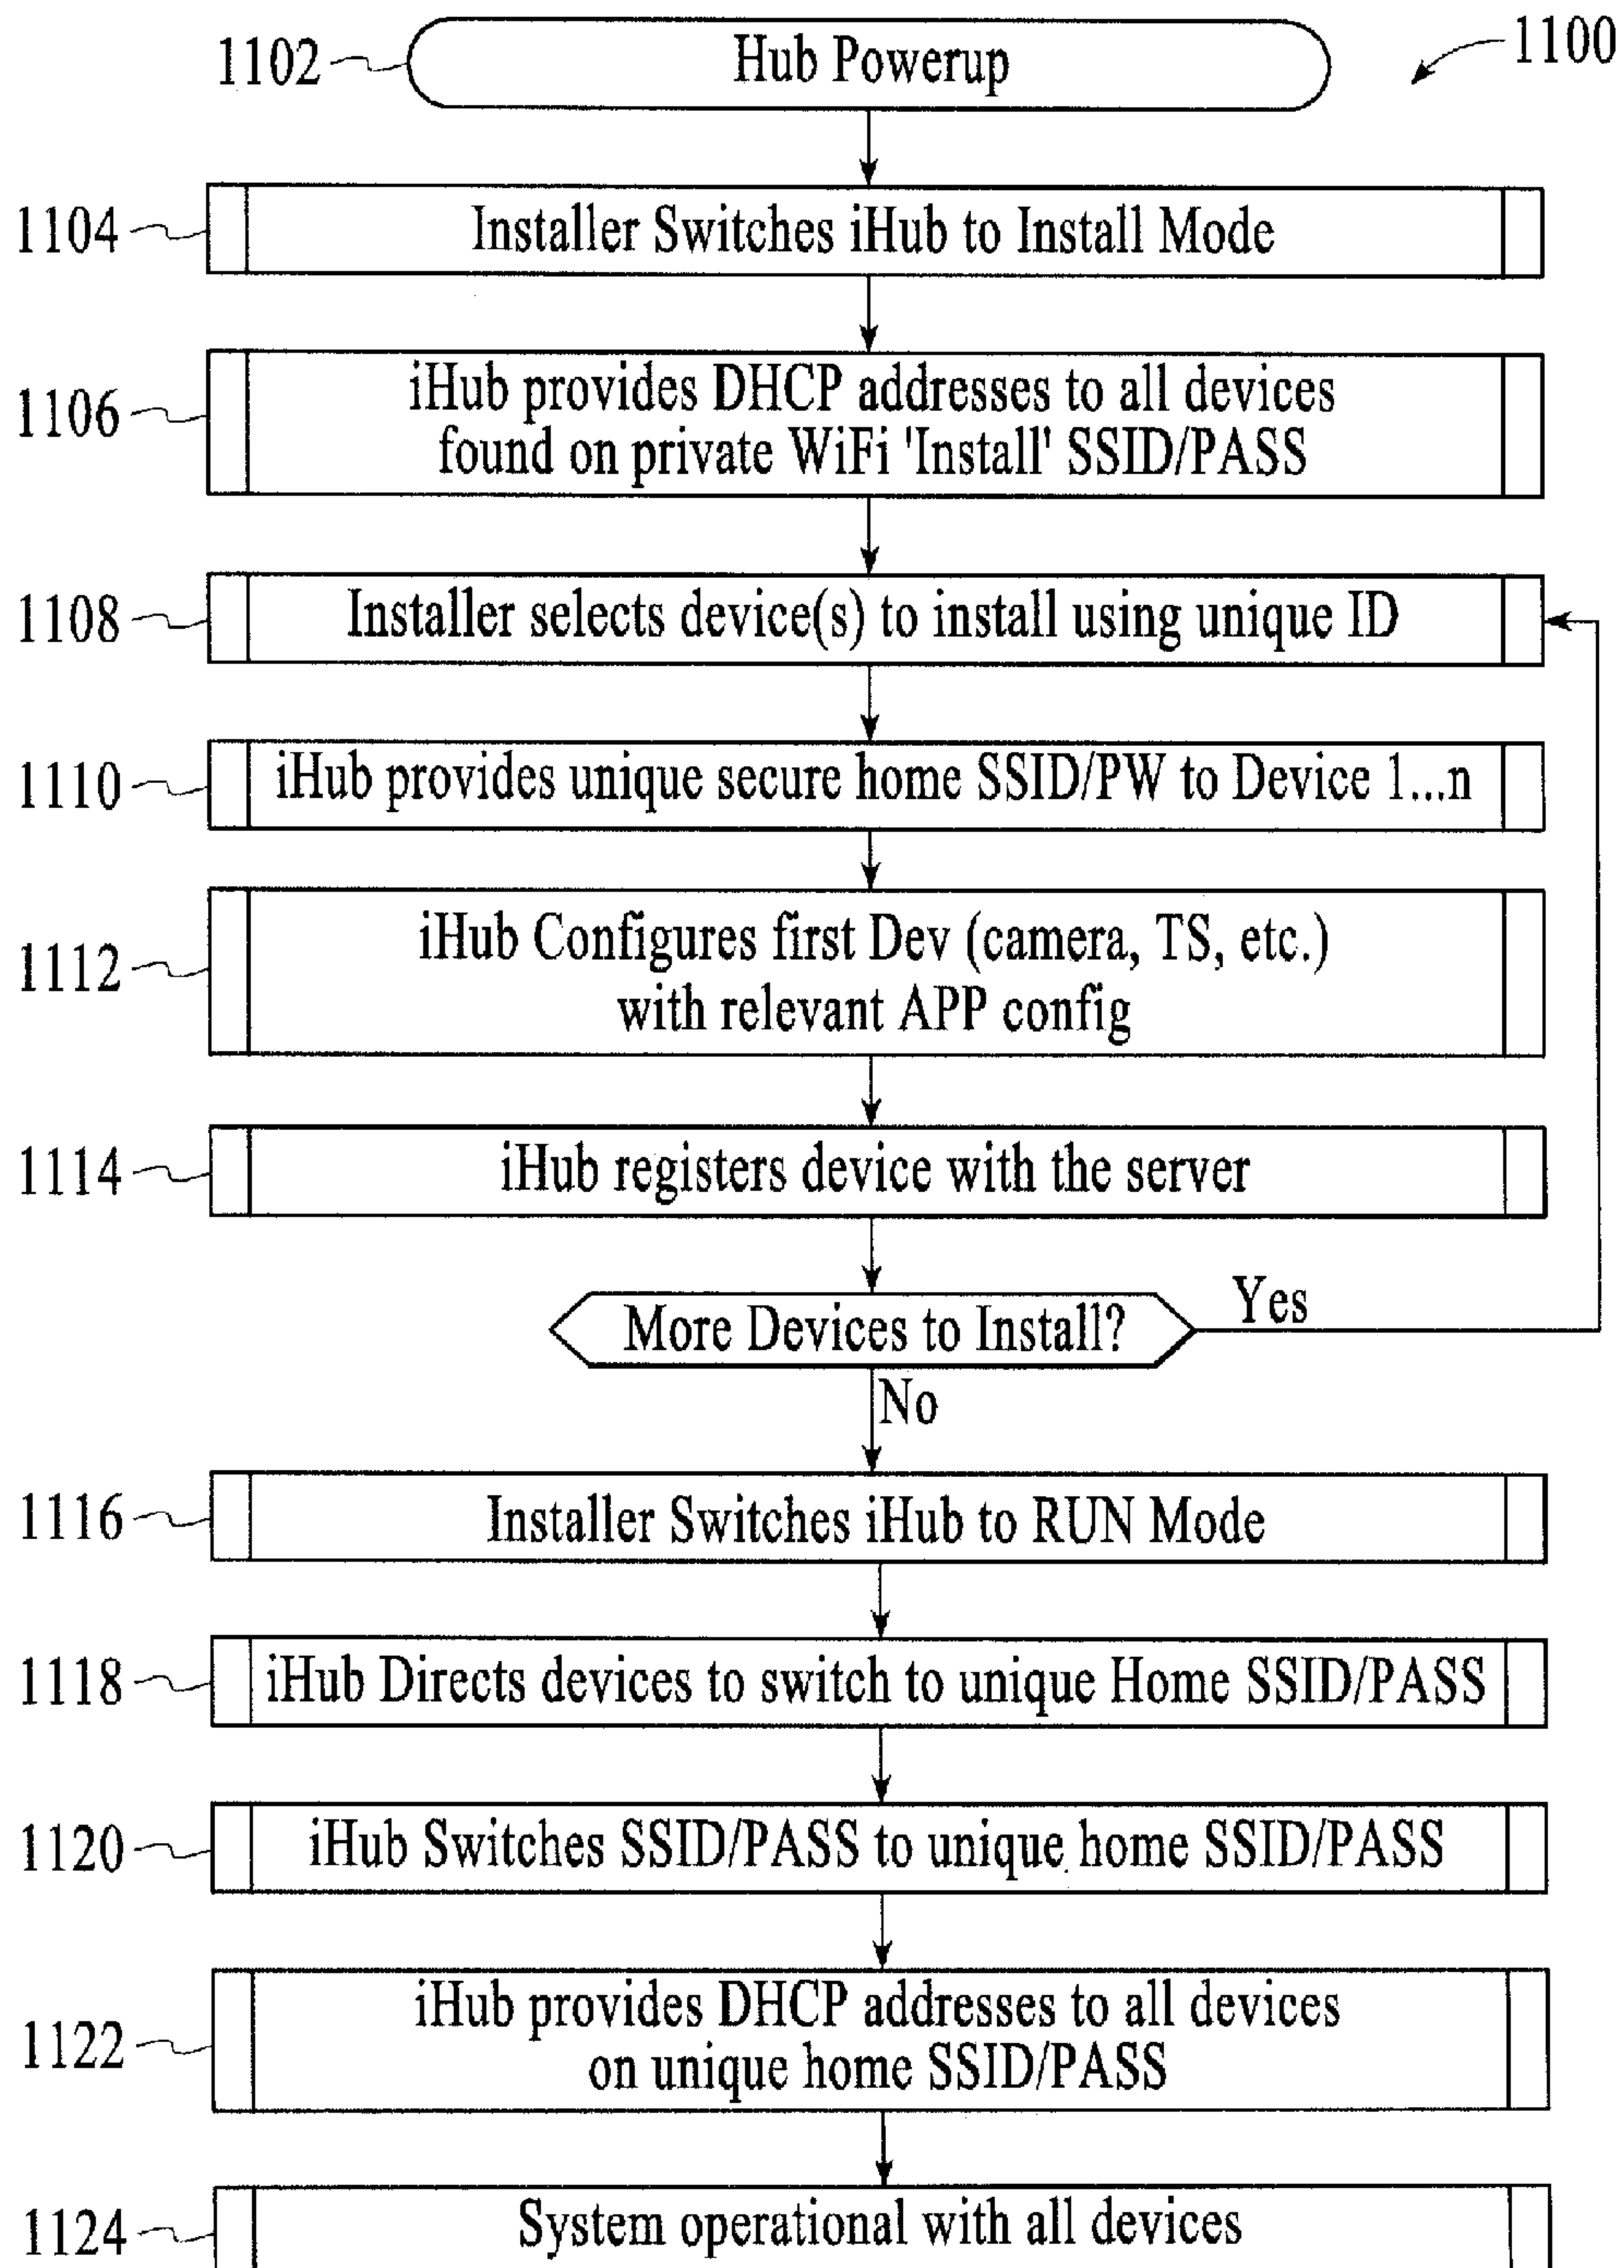 1102
Hub Powerup
1100
1104
Installer Switches iHub to Install Mode
1106
iHub provides DHCP addresses to all devices
found on private WiFi 'Install' SSID/PASS
1108
Installer selects device(s) to install using unique ID
1110
iHub provides unique secure home SSID/PW to Device 1...n
1112
iHub Configures first Dev (camera, TS, etc.)
with relevant APP config
1114
iHub registers device with the server
More Devices to Install?
Yes
No
1116
Installer Switches iHub to RUN Mode
1118
iHub Directs devices to switch to unique Home SSID/PASS
1120
iHub Switches SSID/PASS to unique home SSID/PASS
1122
iHub provides DHCP addresses to all devices
on unique home SSID/PASS
1124
System operational with all devices